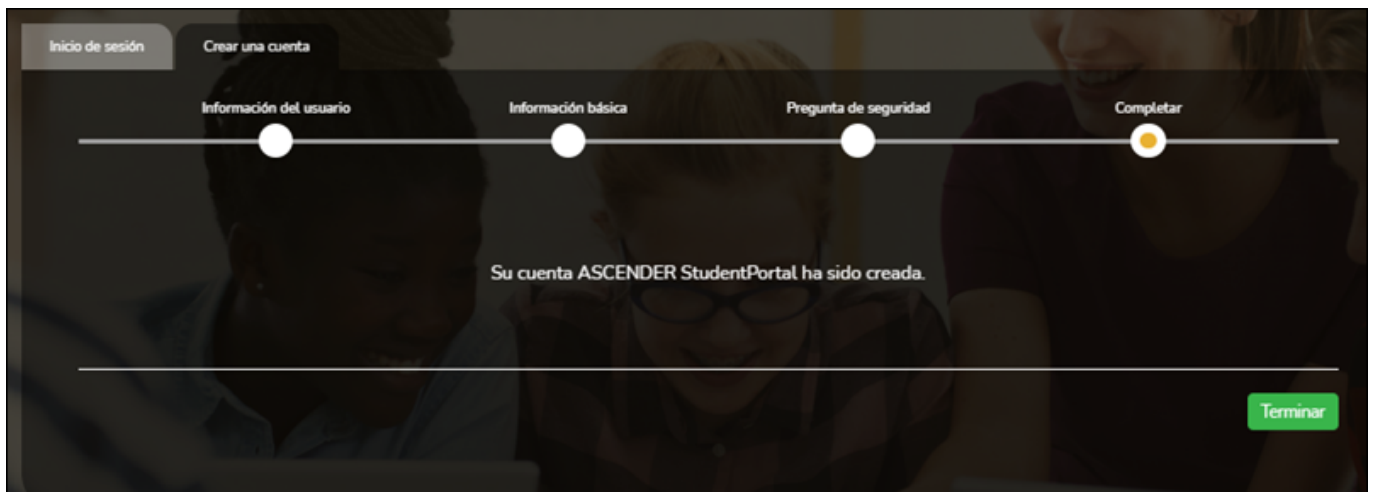 Inicio de sesión
Crear una cuenta
Información del usuario
Información básica
Pregunta de seguridad
Completar
Su cuenta ASCENDER StudentPortal ha sido creada.
Terminar